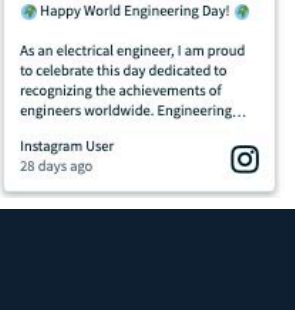 🌍 Happy World Engineering Day! 🌍
As an electrical engineer, I am proud
to celebrate this day dedicated to
recognizing the achievements of
engineers worldwide. Engineering...
Instagram User
28 days ago